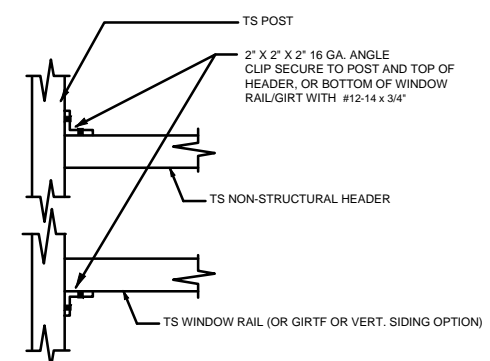 TS POST
2" X 2" X 2" 16 GA. ANGLE
CLIP SECURE TO POST AND TOP OF
HEADER, OR BOTTOM OF WINDOW
RAIL/GIRT WITH #12-14 x 3/4"
TS NON-STRUCTURAL HEADER
TS WINDOW RAIL (OR GIRTF OR VERT. SIDING OPTION)